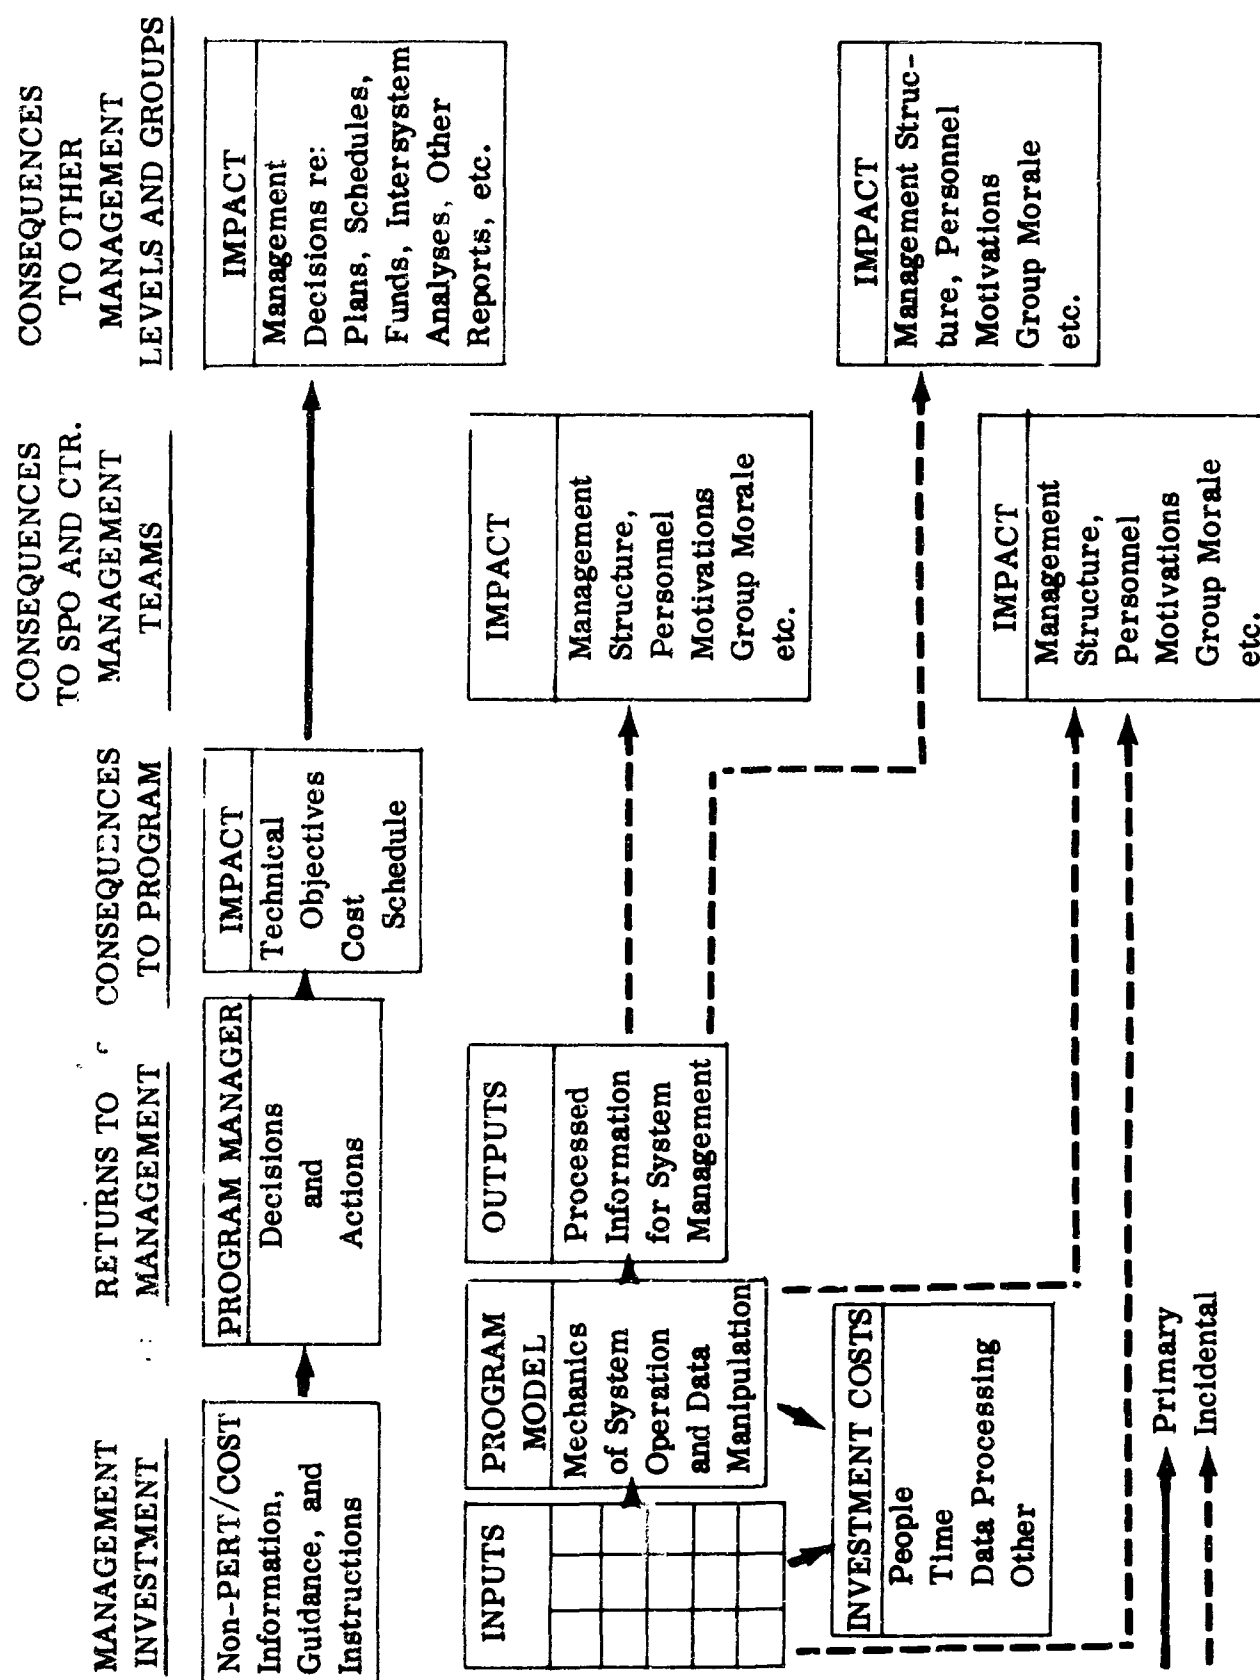 MANAGEMENT
INVESTMENT
RETURNS TO
MANAGEMENT
CONSEQUENCES
TO PROGRAM
CONSEQUENCES
TO SPO AND CTR.
MANAGEMENT
TEAMS
CONSEQUENCES
TO OTHER
MANAGEMENT
LEVELS AND GROUPS
Non-PERT/COST
Information,
Guidance, and
Instructions
PROGRAM MANAGER
Decisions
and
Actions
IMPACT
Technical
Objectives
Cost
Schedule
IMPACT
Management
Decisions re:
Plans, Schedules,
Funds, Intersystem
Analyses, Other
Reports, etc.
INPUTS
PROGRAM
MODEL
Mechanics
of System
Operation
and Data
Manipulation
OUTPUTS
Processed
Information
for System
Management
IMPACT
Management
Structure,
Personnel
Motivations
Group Morale
etc.
IMPACT
Management Struc-
ture, Personnel
Motivations
Group Morale
etc.
INVESTMENT COSTS
People
Time
Data Processing
Other
IMPACT
Management
Structure,
Personnel
Motivations
Group Morale
etc.
Primary
Incidental